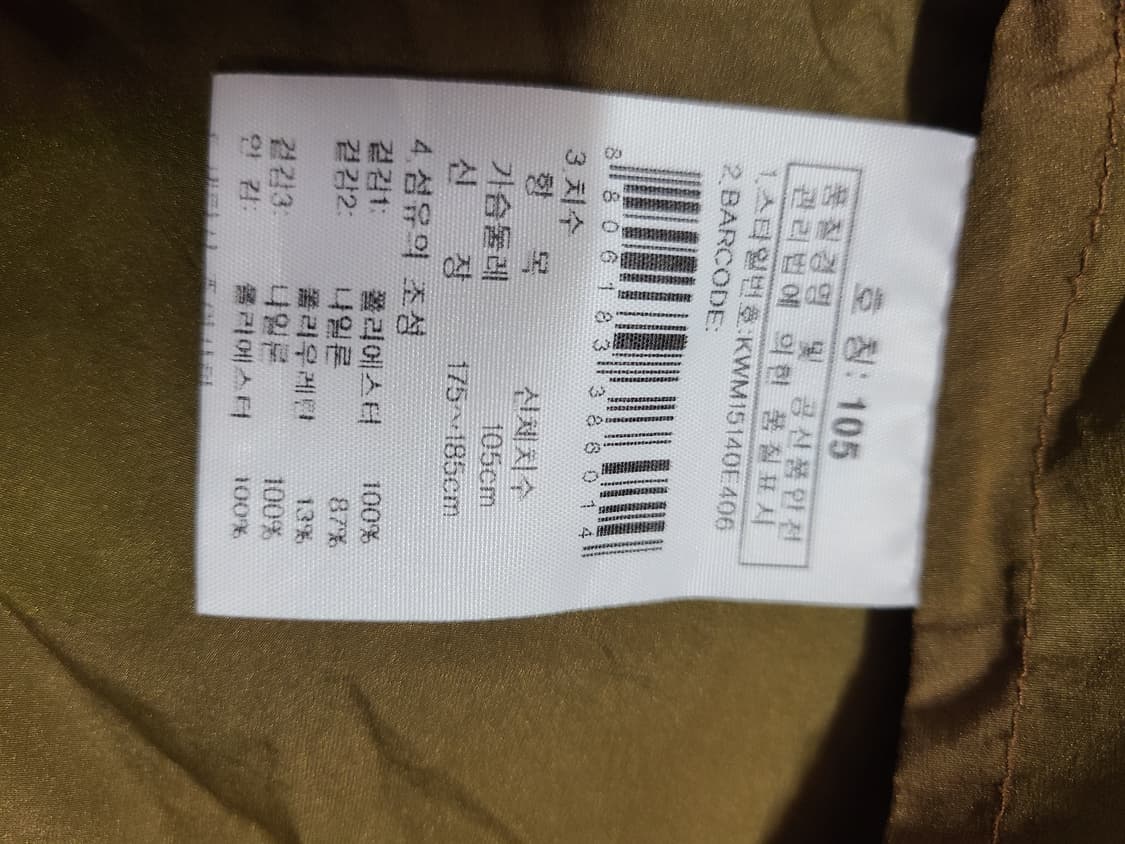 호 칭: 105
품질경영 및 공산품안전
관리법에 의한 품질표시
1.스타일번호:KWM15140E406
2.BARCODE:
8 806183 386014
3.치수
항 목 신체치수
가슴둘레 105cm
신 장 175~185cm
4.섬유의 조성
겉감1: 폴리에스터 100%
겉감2: 나일론 87%
폴리우레탄 13%
겉감3: 나일론 100%
안 감: 폴리에스터 100%